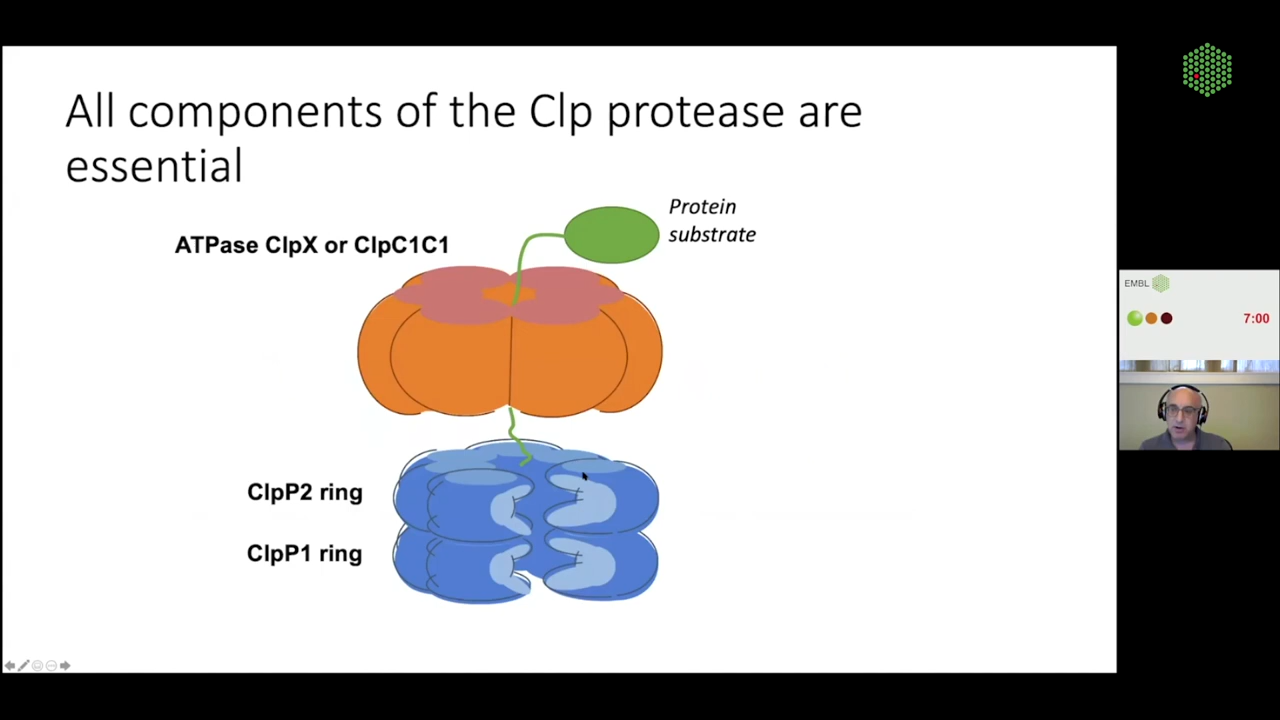 All components of the Clp protease are
essential
Protein
substrate
ATPase ClpX or ClpC1C1
ClpP2 ring
ClpP1 ring
EMBL
7:00